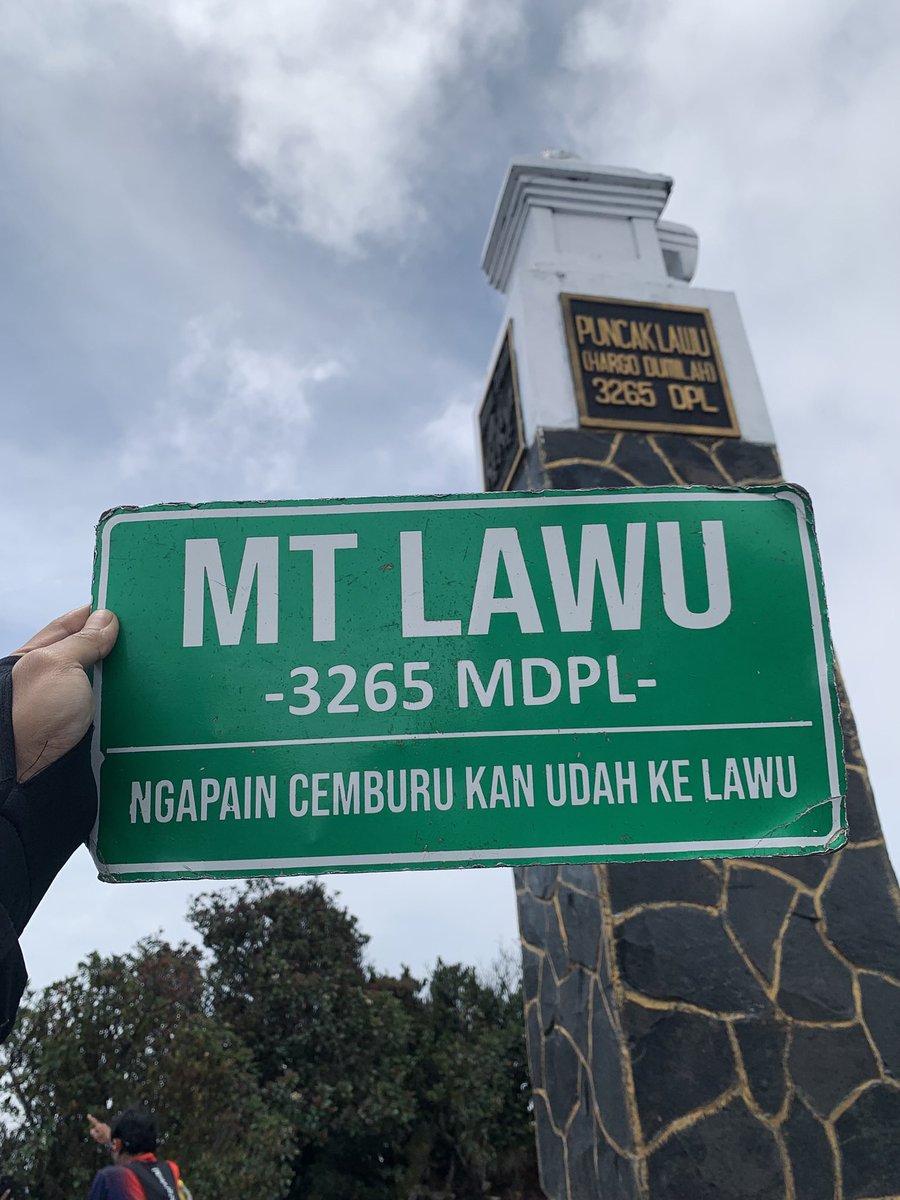 PUNCAK LAWU
(HARGO DUMILAH)
3265 DPL
MT LAWU
-3265 MDPL-
NGAPAIN CEMBURU KAN UDAH KE LAWU